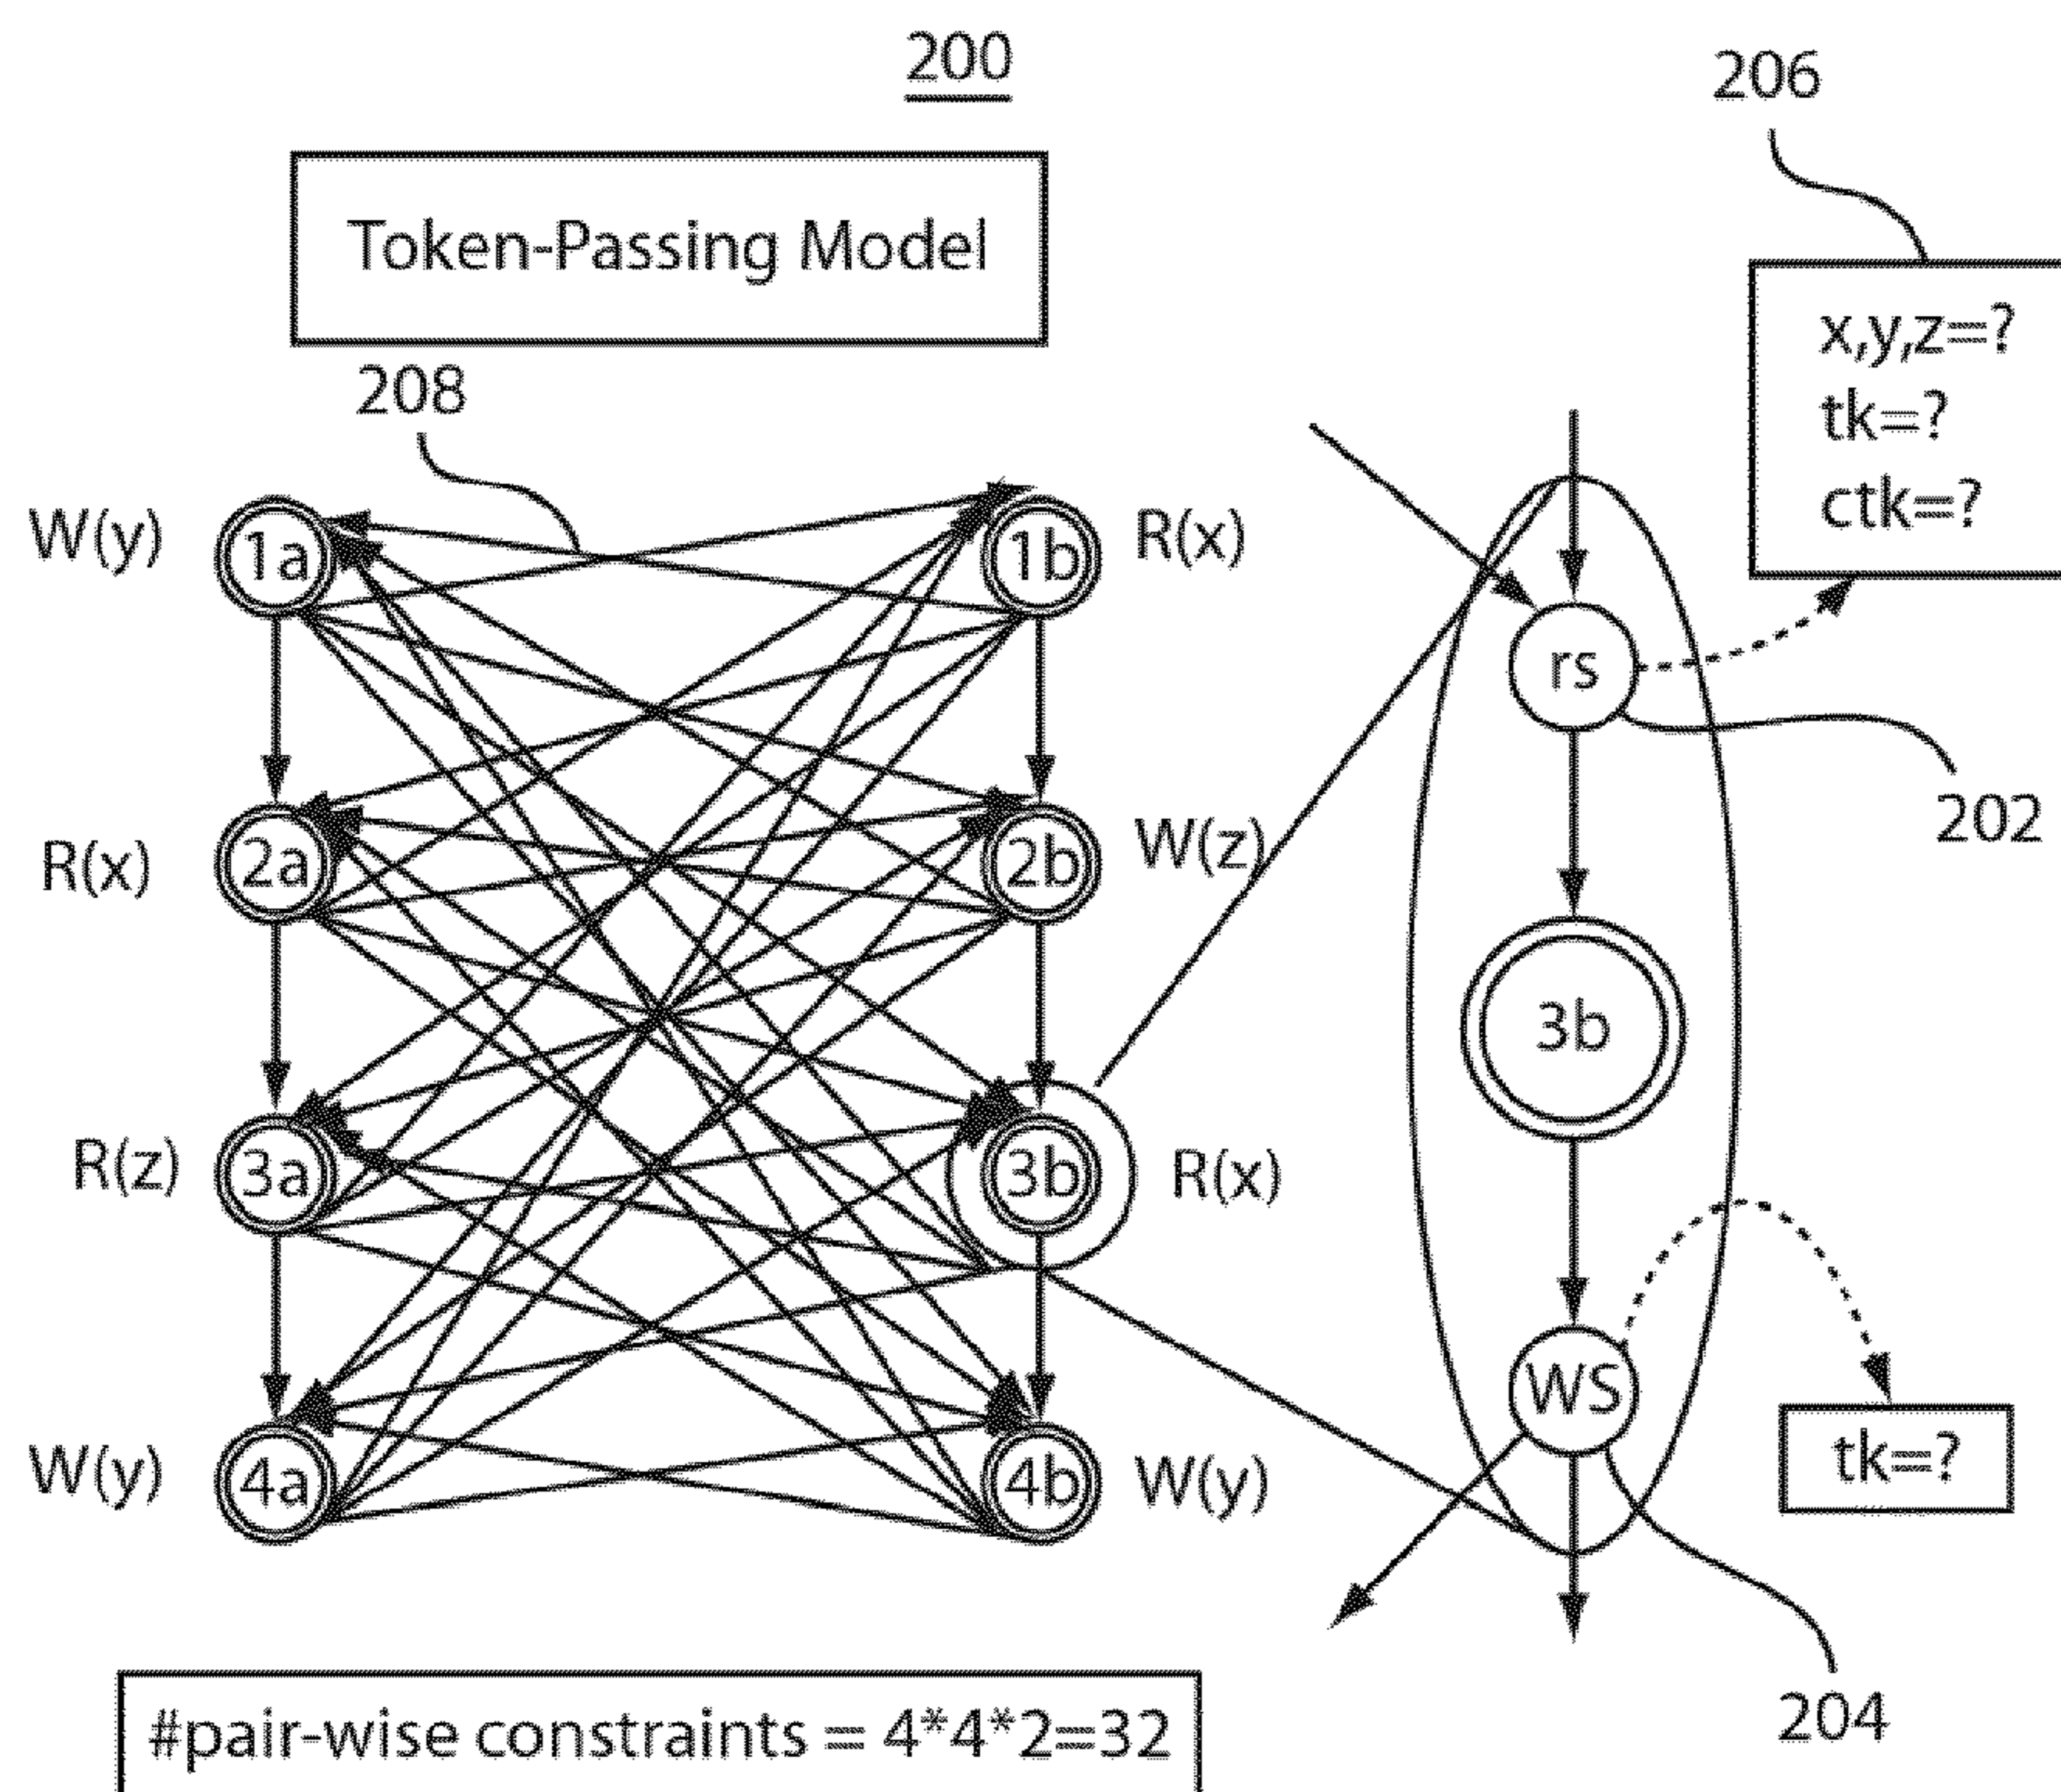 200
206
Token-Passing Model
x,y,z=?
tk=?
ctk=?
208
W(y)
1a
1b
R(x)
rs
202
R(x)
2a
2b
W(z)
3b
R(z)
3a
3b
R(x)
WS
tk=?
W(y)
4a
4b
W(y)
204
#pair-wise constraints = 4*4*2=32